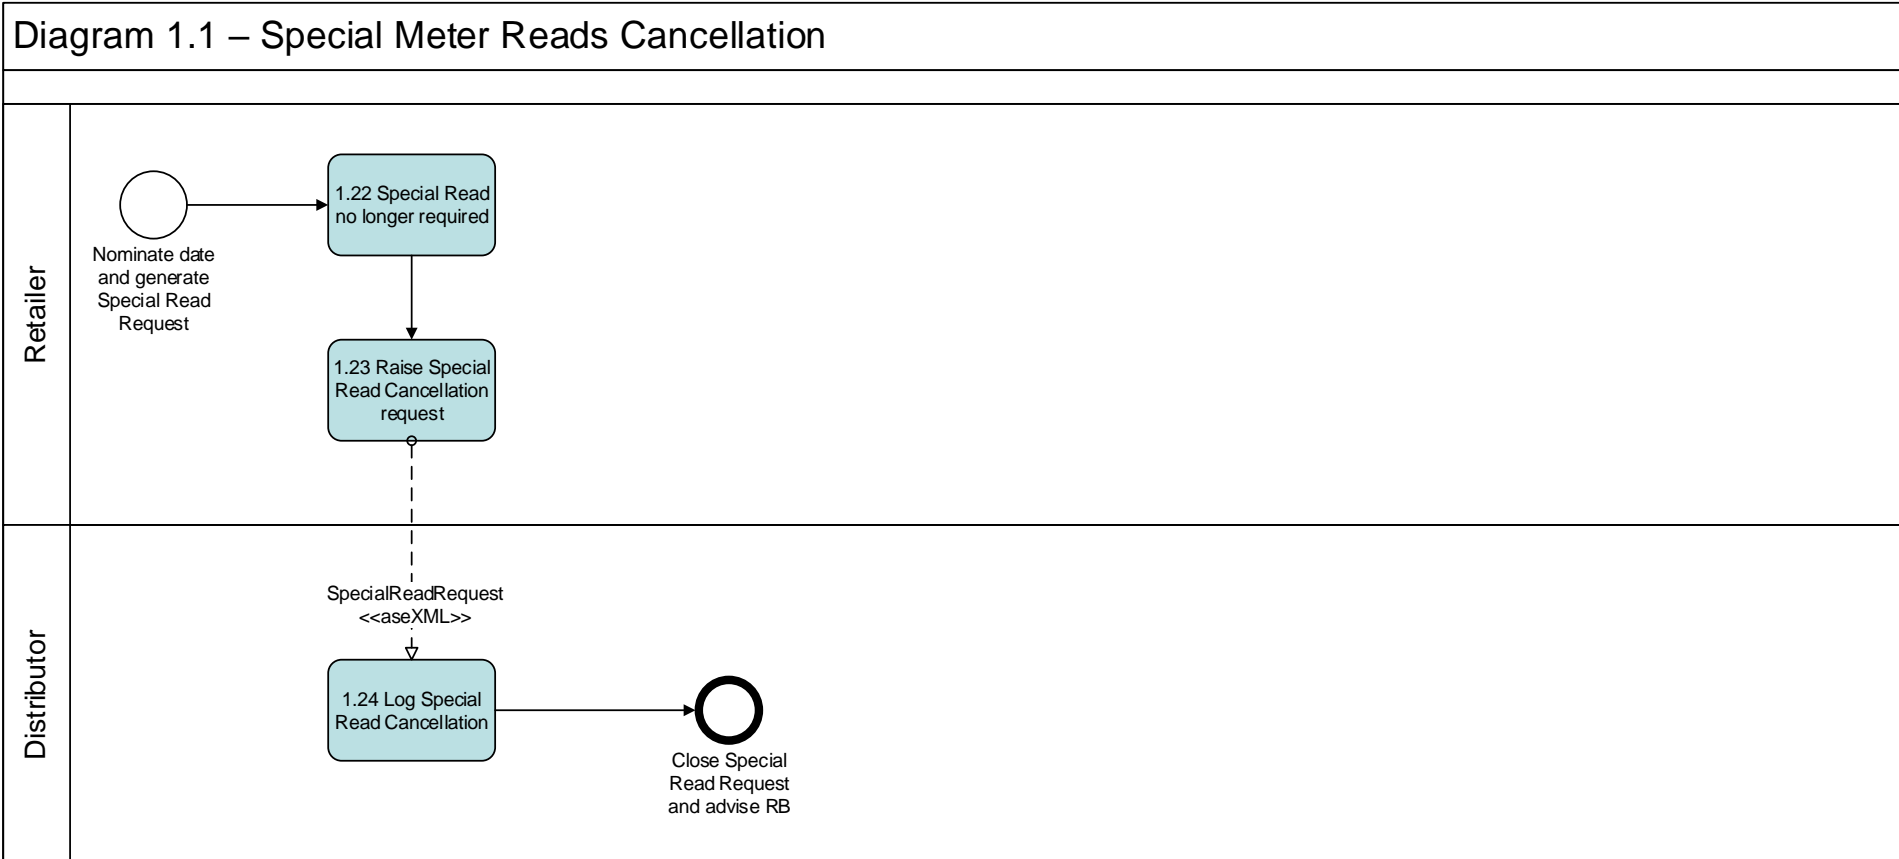 Diagram 1.1 – Special Meter Reads Cancellation
Retailer
Nominate date
and generate
Special Read
Request
1.22 Special Read
no longer required
1.23 Raise Special
Read Cancellation
request
Distributor
SpecialReadRequest
<<aseXML>>
1.24 Log Special
Read Cancellation
Close Special
Read Request
and advise RB